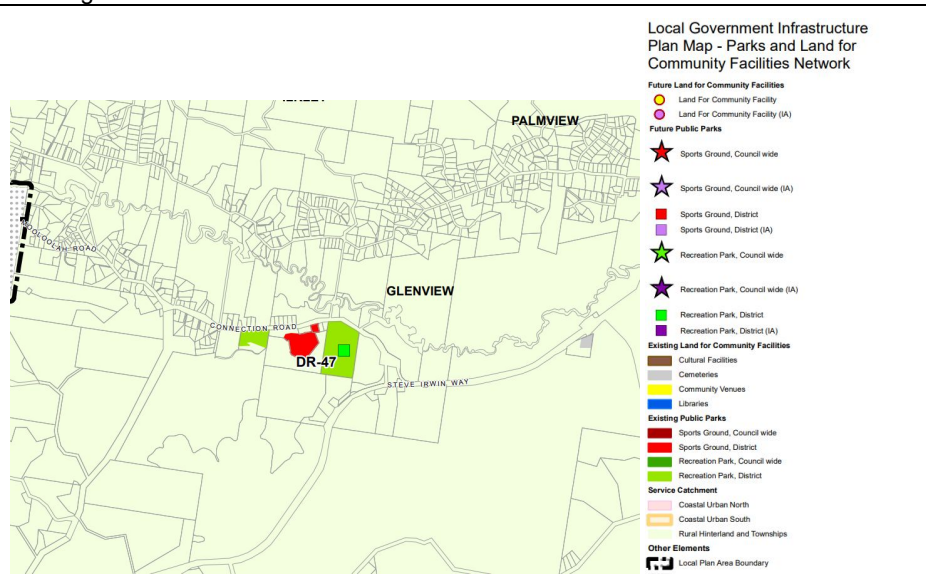 Local Government Infrastructure
Plan Map - Parks and Land for
Community Facilities Network
Future Land for Community Facilities
Land For Community Facility
Land For Community Facility (IA)
Future Public Parks
Sports Ground, Council wide
Sports Ground, Council wide (IA)
Sports Ground, District
Sports Ground, District (IA)
Recreation Park, Council wide
Recreation Park, Council wide (IA)
Recreation Park, District
Recreation Park, District (IA)
Existing Land for Community Facilities
Cultural Facilities
Cemeteries
Community Venues
Libraries
Existing Public Parks
Sports Ground, Council wide
Sports Ground, District
Recreation Park, Council wide
Recreation Park, District
Service Catchment
Coastal Urban North
Coastal Urban South
Rural Hinterland and Townships
Other Elements
Local Plan Area Boundary
PALMVIEW
MOOLOOLAH ROAD
GLENVIEW
CONNECTION ROAD
DR-47
STEVE IRWIN WAY